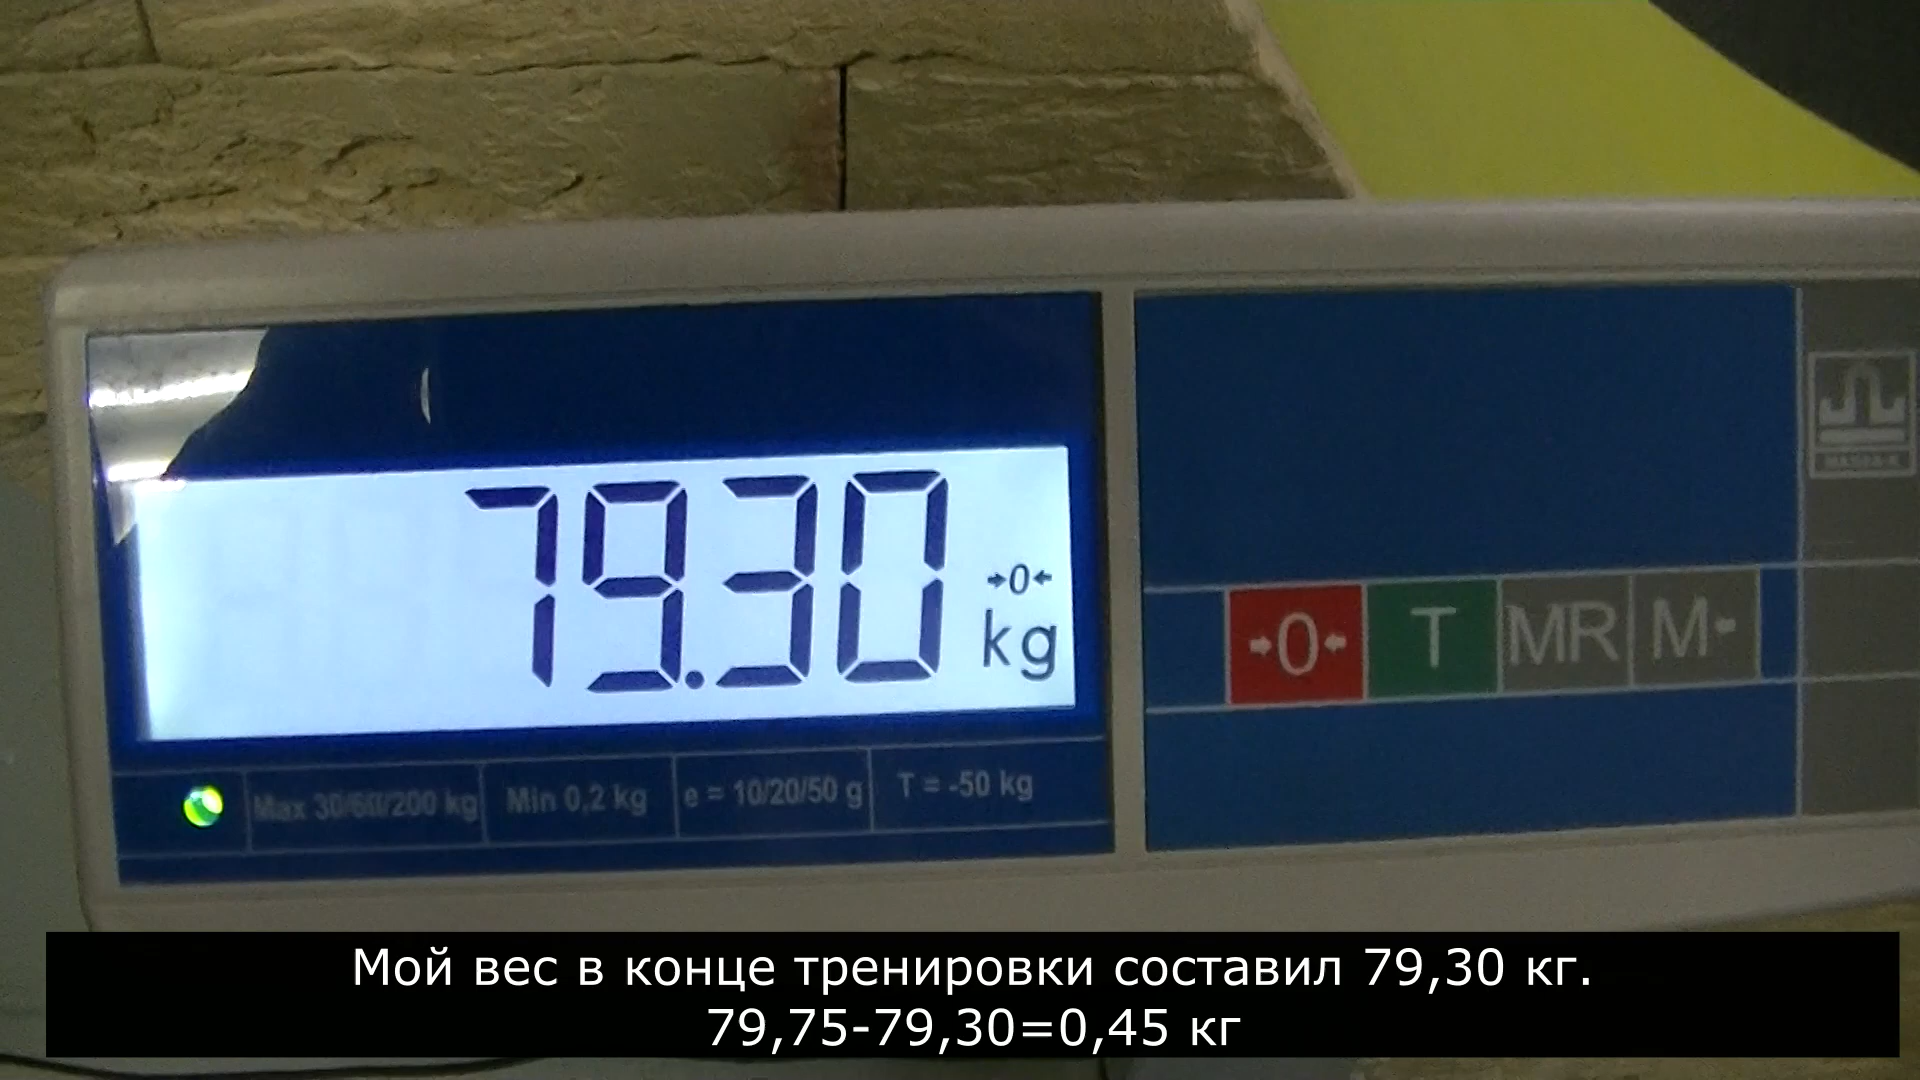 79.30
→0←
kg
→0← T MR M←
Max 30/60/200 kg Min 0,2 kg e = 10/20/50 g T = -50 kg
Мой вес в конце тренировки составил 79,30 кг.
79,75-79,30=0,45 кг